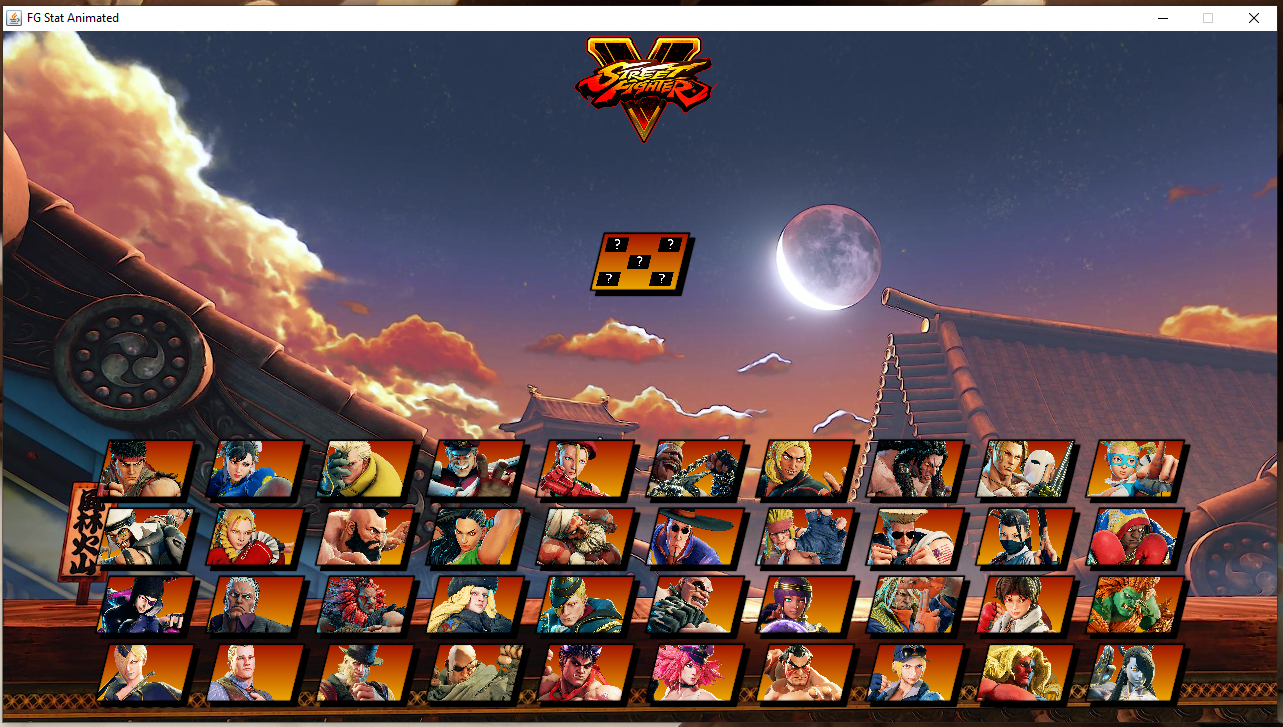 FG Stat Animated
STREET
FIGHTER
V
? ?
?
? ?